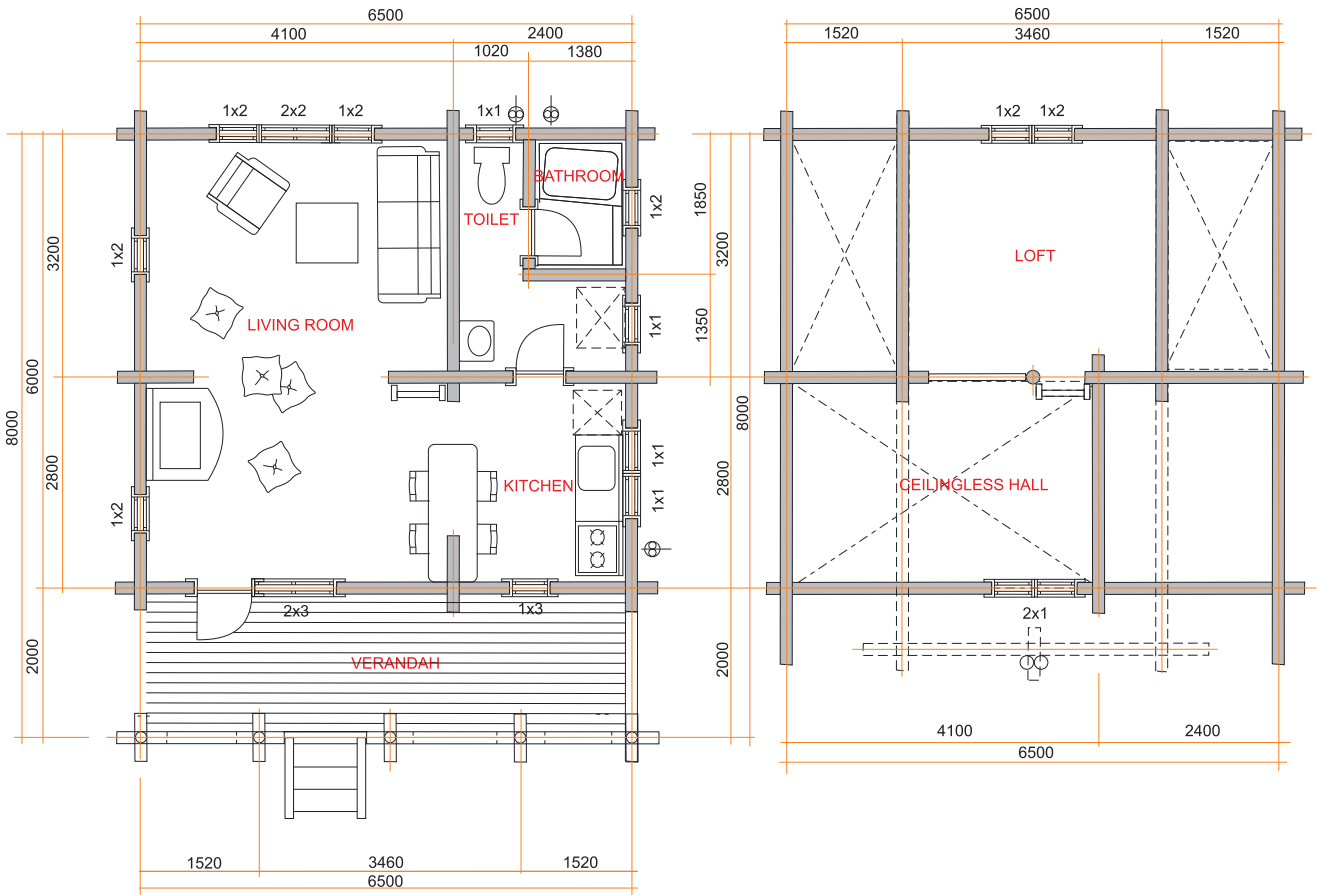 6500
4100 2400
1020 1380
1x2 2x2 1x2 1x1
BATHROOM
TOILET
1x2
1x2
3200
LIVING ROOM
1x1
6000
8000
2800
KITCHEN
1x1
1x1
1x2
2x3 1x3
2000
VERANDAH
1520 3460 1520
6500
6500
1520 3460 1520
1x2 1x2
1850
3200
LOFT
1350
6000
8000
2800
CEILINGLESS HALL
2x1
2000
4100 2400
6500